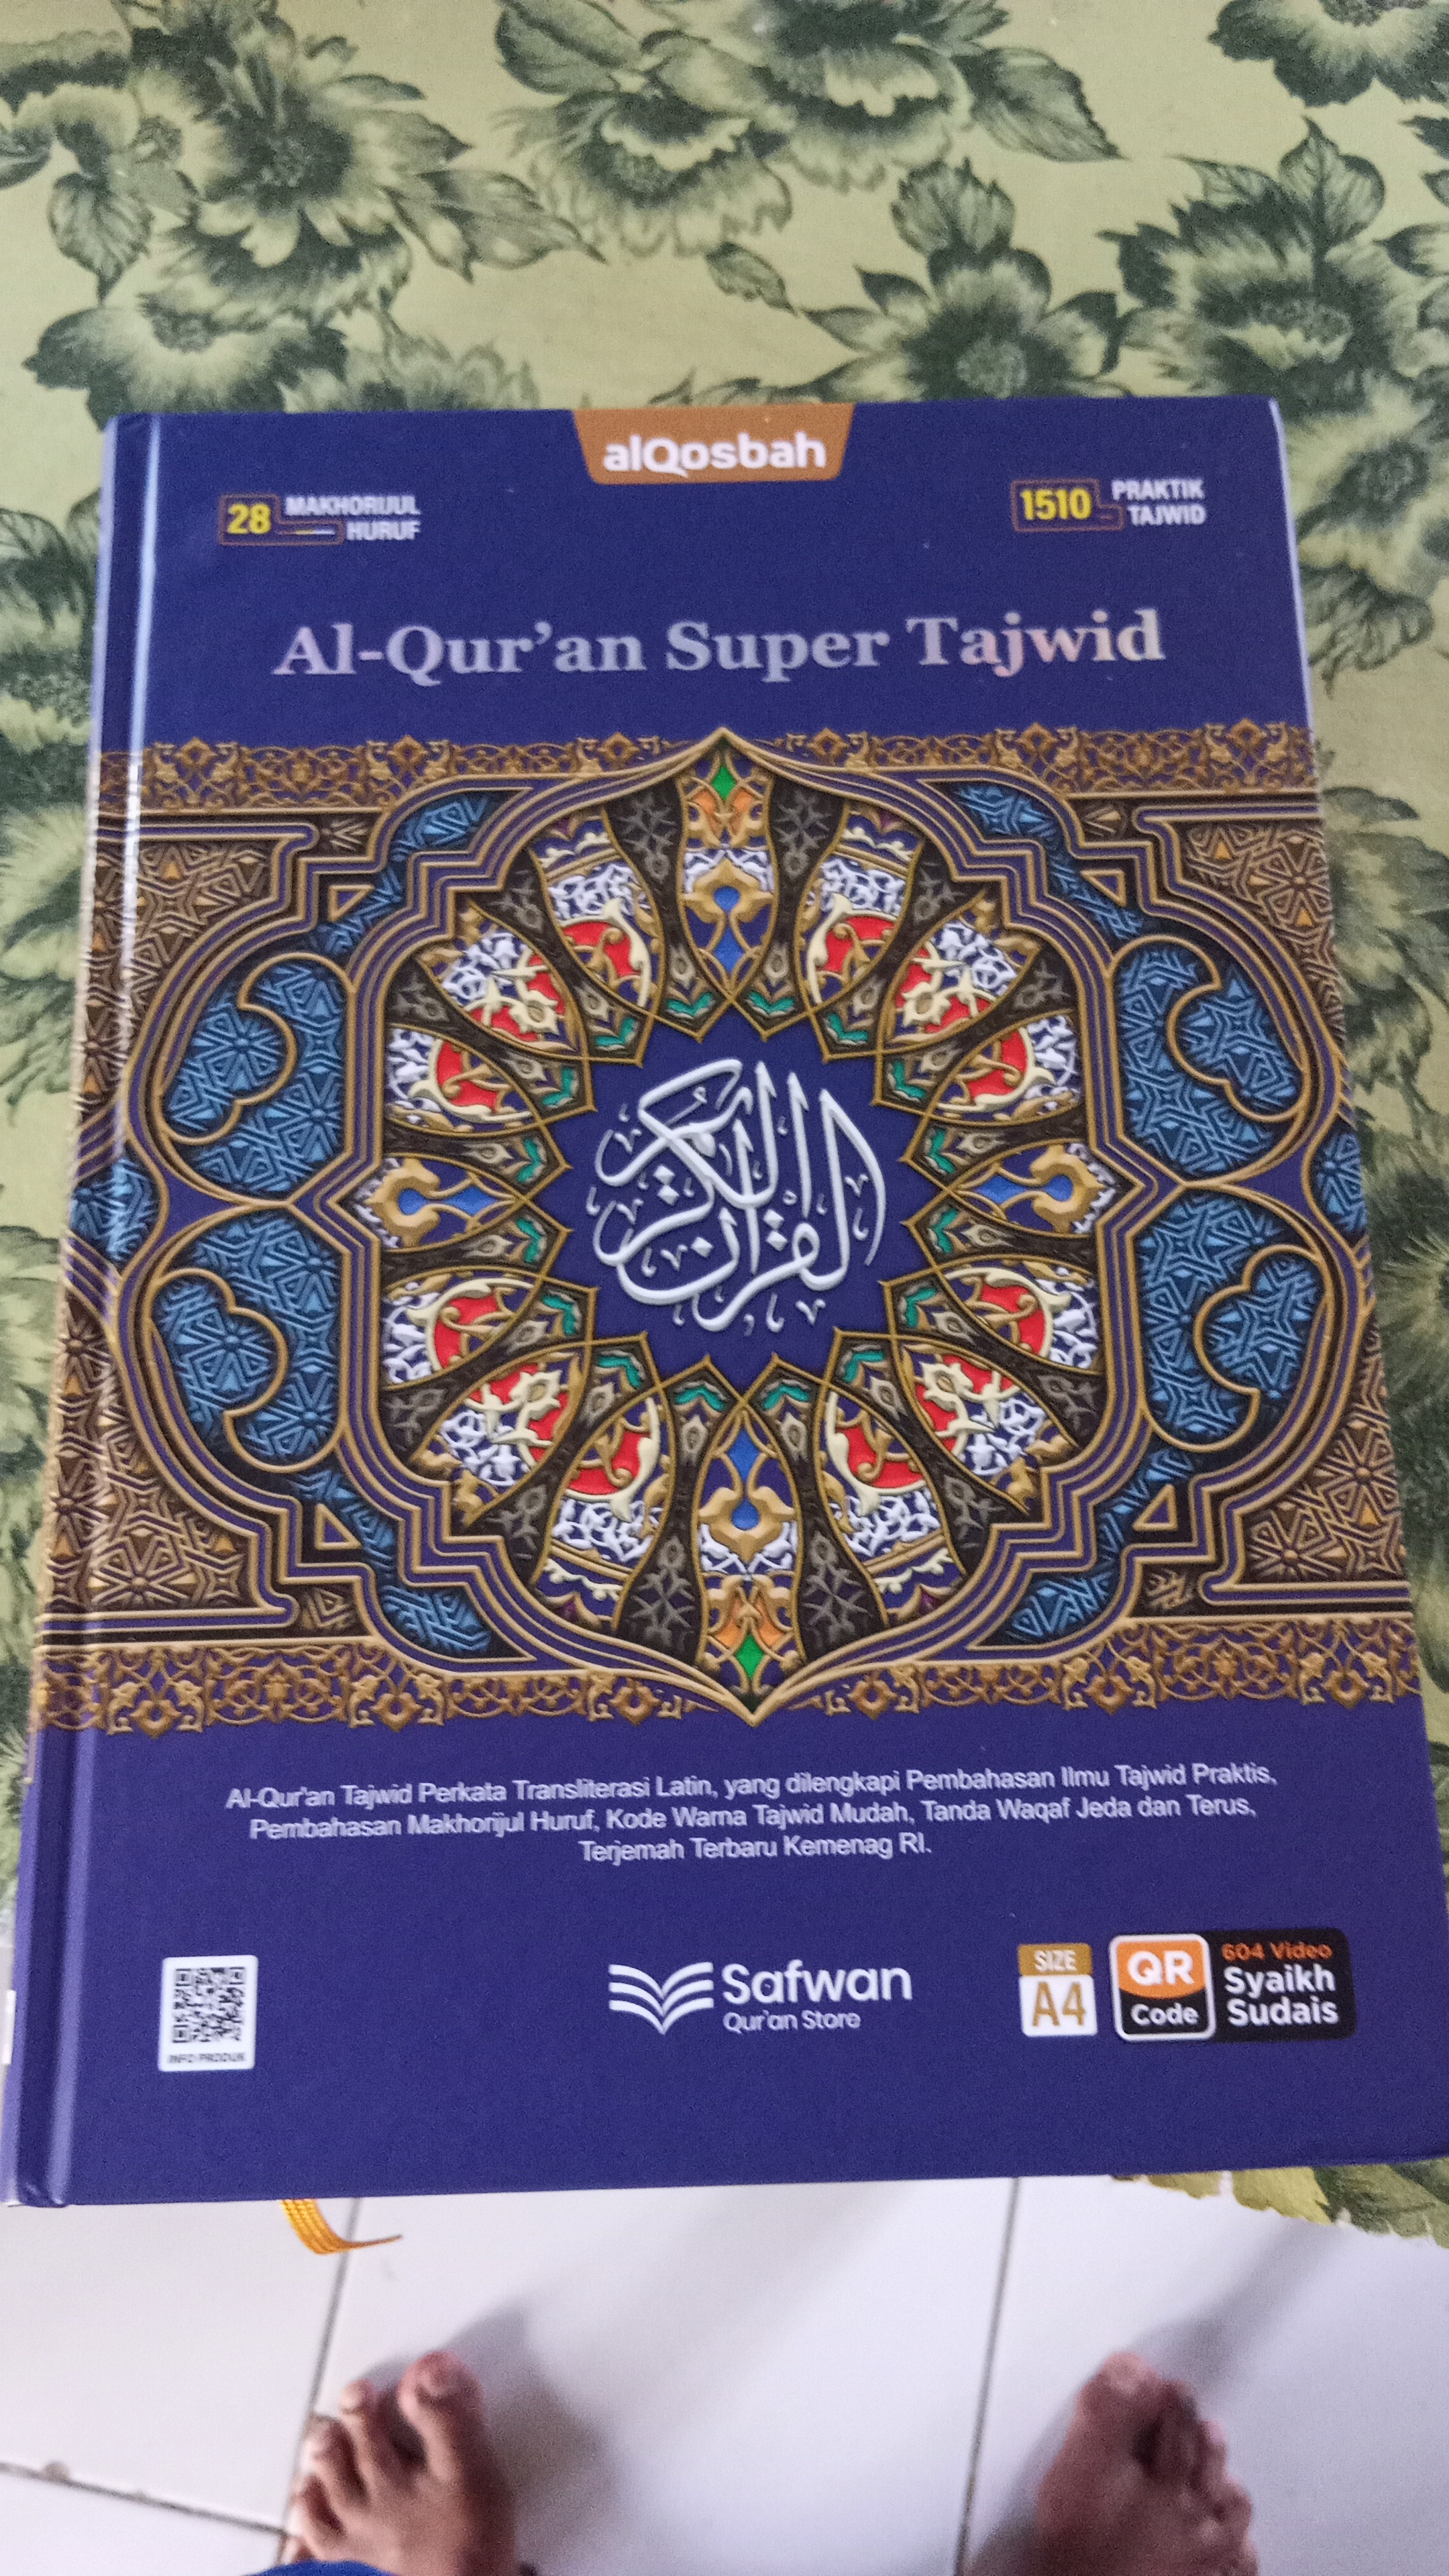 alQosbah
28 MAKHORIJUL
HURUF
1510 PRAKTIK
TAJWID
Al-Qur'an Super Tajwid
القرآن الكريم
Al-Qur'an Tajwid Perkata Transliterasi Latin, yang dilengkapi Pembahasan Ilmu Tajwid Praktis,
Pembahasan Makhorijul Huruf, Kode Warna Tajwid Mudah, Tanda Waqaf Jeda dan Terus,
Terjemah Terbaru Kemenag RI.
INFO PRODUK
Safwan
Qur'an Store
SIZE
A4
QR
Code
604 Video
Syaikh
Sudais